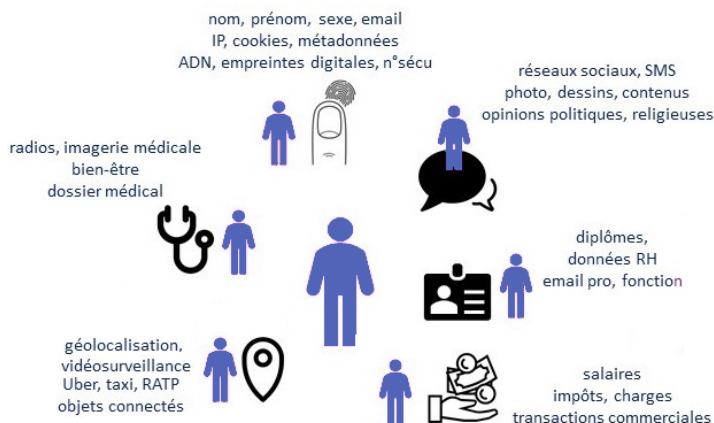 nom, prénom, sexe, email
IP, cookies, métadonnées
ADN, empreintes digitales, n°sécu
réseaux sociaux, SMS
photo, dessins, contenus
opinions politiques, religieuses
radios, imagerie médicale
bien-être
dossier médical
diplômes,
données RH
email pro, fonction
géolocalisation,
vidéosurveillance
Uber, taxi, RATP
objets connectés
salaires
impôts, charges
transactions commerciales